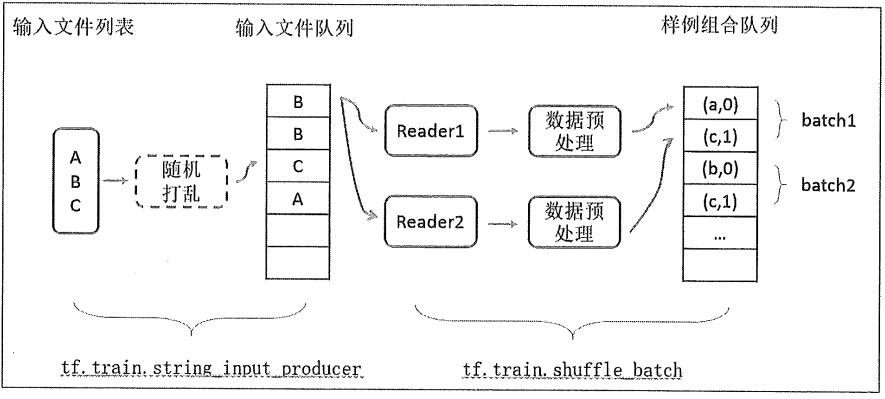 输入文件列表
输入文件队列
样例组合队列
A
B
C
随机
打乱
B
B
C
A
Reader1
数据预
处理
Reader2
数据预
处理
(a,0)
(c,1)
(b,0)
(c,1)
...
batch1
batch2
tf.train.string_input_producer
tf.train.shuffle_batch